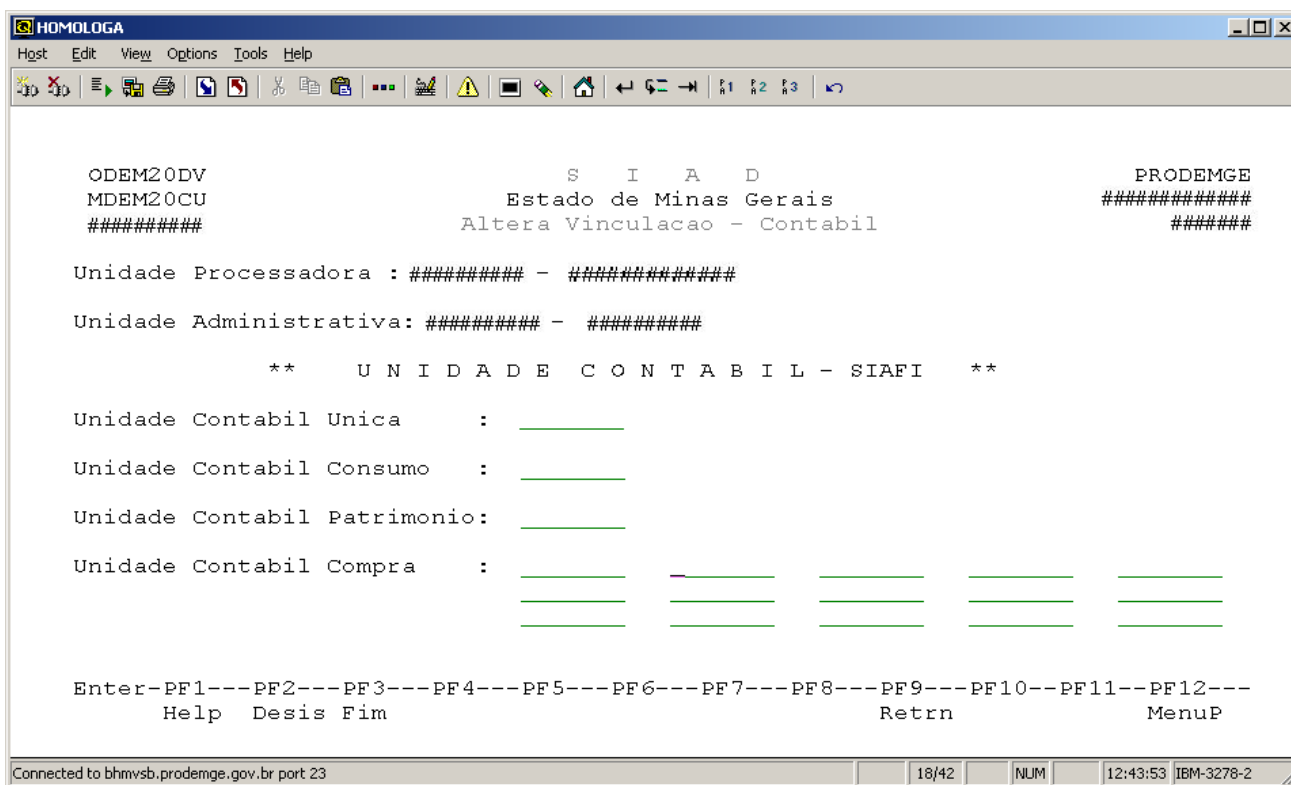 HOMOLOGA
Host Edit View Options Tools Help
PA1 PA2 PA3
ODEM20DV S I A D PRODEMGE
MDEM20CU Estado de Minas Gerais #############
########## Altera Vinculacao - Contabil #######
Unidade Processadora : ########## - #############
Unidade Administrativa: ########## - ##########
** U N I D A D E C O N T A B I L - SIAFI **
Unidade Contabil Unica :
Unidade Contabil Consumo :
Unidade Contabil Patrimonio:
Unidade Contabil Compra :
Enter-PF1---PF2---PF3---PF4---PF5---PF6---PF7---PF8---PF9---PF10--PF11--PF12---
Help Desis Fim Retrn MenuP
Connected to bhmvsb.prodemge.gov.br port 23 18/42 NUM 12:43:53 IBM-3278-2